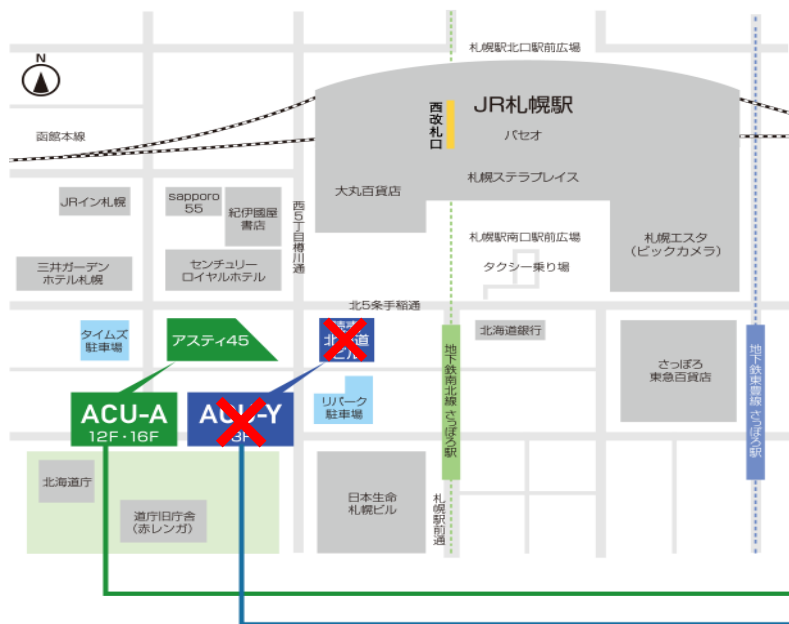 札幌駅北口駅前広場
N
JR札幌駅
西改札口
函館本線
パセオ
札幌ステラプレイス
大丸百貨店
JRイン札幌
sapporo
55
紀伊國屋
書店
西5丁目樽川通
札幌駅南口駅前広場
タクシー乗り場
札幌エスタ
(ビックカメラ)
三井ガーデン
ホテル札幌
センチュリー
ロイヤルホテル
北5条手稲通
タイムズ
駐車場
アスティ45
北海道銀行
地下鉄南北線 さっぽろ駅
さっぽろ
東急百貨店
地下鉄東豊線 さっぽろ駅
ACU-A
12F・16F
ACU-Y
リパーク
駐車場
北海道庁
道庁旧庁舎
(赤レンガ)
日本生命
札幌ビル
札幌駅前通